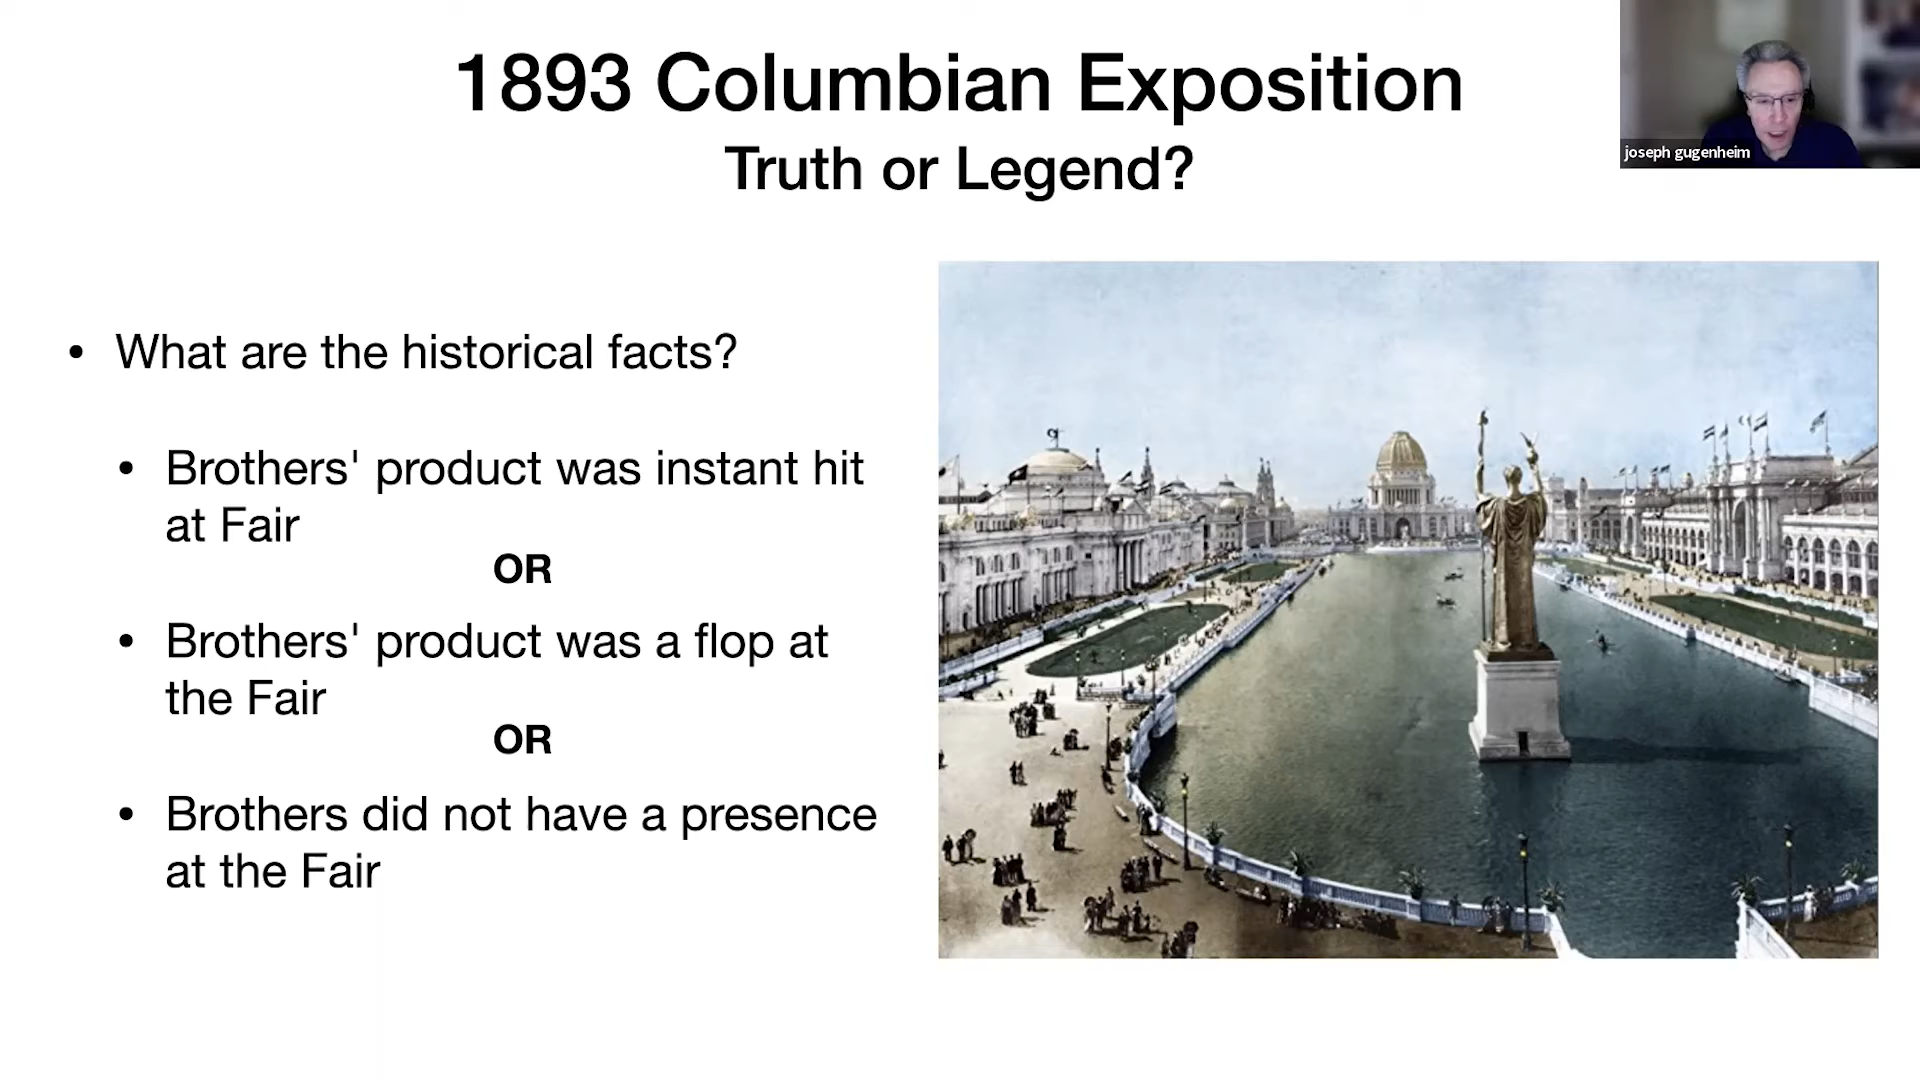 1893 Columbian Exposition
Truth or Legend?
joseph gugenheim
• What are the historical facts?
• Brothers' product was instant hit
at Fair
OR
• Brothers' product was a flop at
the Fair
OR
• Brothers did not have a presence
at the Fair